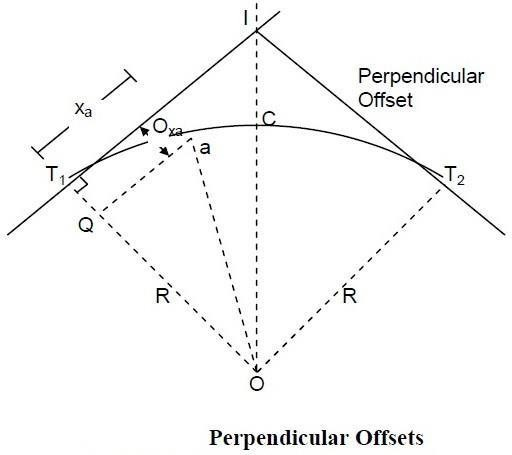 I
Perpendicular
Offset
xa
Oxa
C
a
T1
T2
Q
R
R
O
Perpendicular Offsets